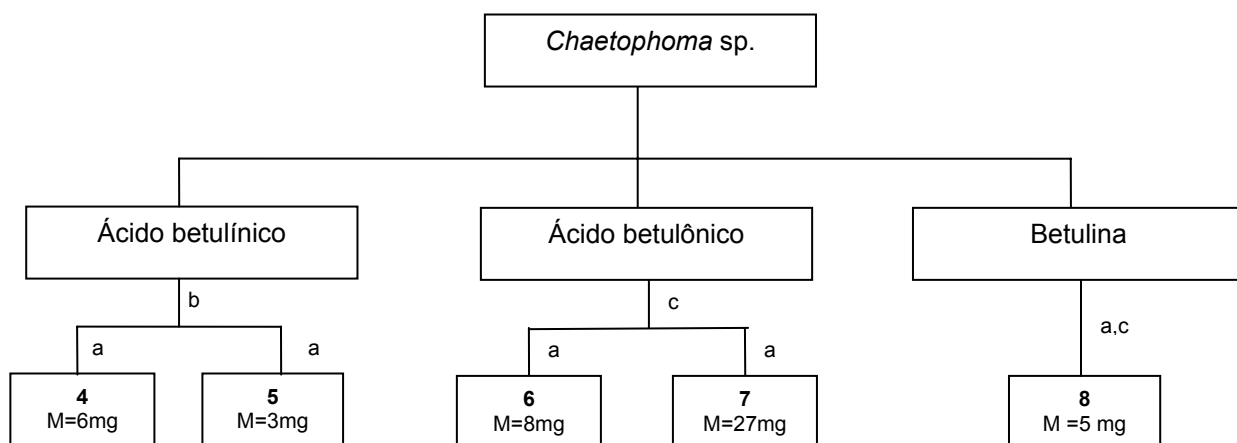 Chaetophoma sp.
Ácido betulínico
Ácido betulônico
Betulina
b
c
a,c
a
a
a
a
4
M=6mg
5
M=3mg
6
M=8mg
7
M=27mg
8
M =5 mg